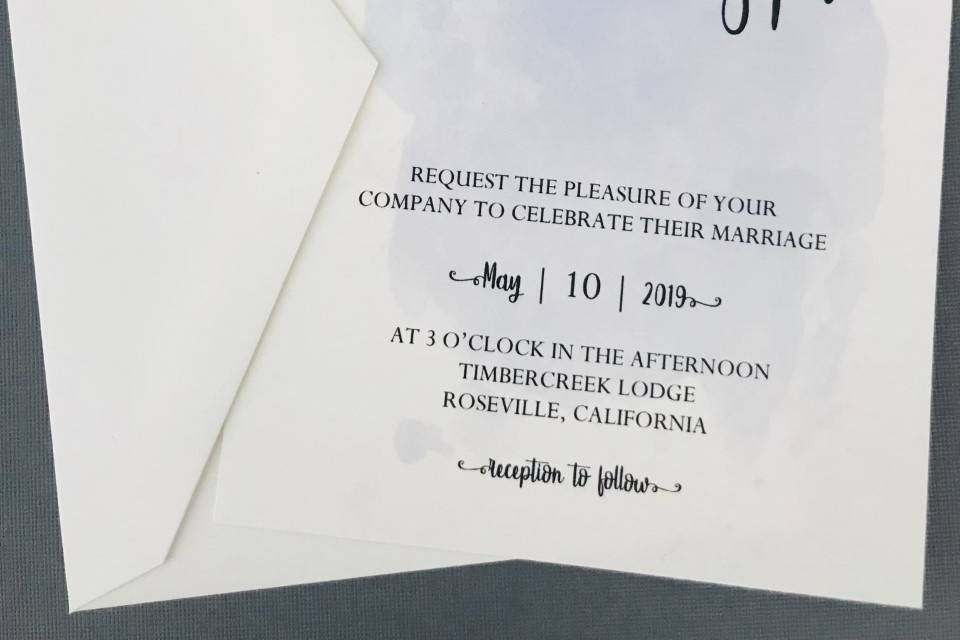 REQUEST THE PLEASURE OF YOUR
COMPANY TO CELEBRATE THEIR MARRIAGE
May | 10 | 2019
AT 3 O'CLOCK IN THE AFTERNOON
TIMBERCREEK LODGE
ROSEVILLE, CALIFORNIA
reception to follow